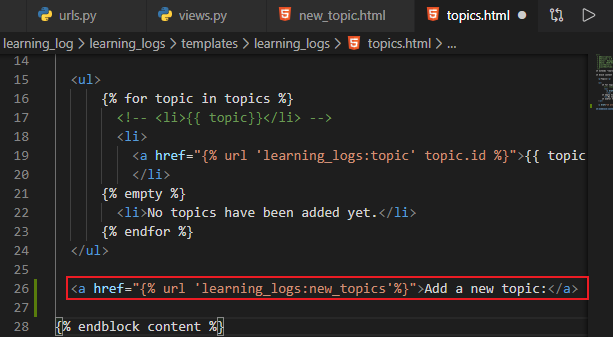 urls.py views.py new_topic.html topics.html
learning_log > learning_logs > templates > learning_logs > topics.html > ...
14
15 <ul>
16 {% for topic in topics %}
17 <!-- <li>{{ topic}}</li> -->
18 <li>
19 <a href="{% url 'learning_logs:topic' topic.id %}">{{ topic
20 </li>
21 {% empty %}
22 <li>No topics have been added yet.</li>
23 {% endfor %}
24 </ul>
25
26 <a href="{% url 'learning_logs:new_topics'%}">Add a new topic:</a>
27
28 {% endblock content %}